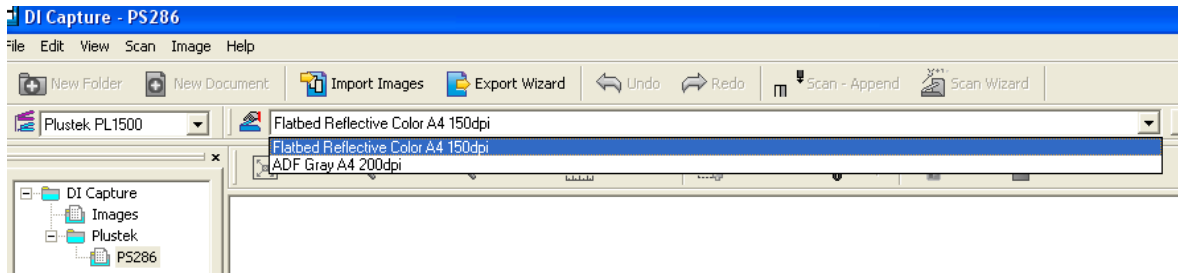 DI Capture - PS286
File Edit View Scan Image Help
New Folder New Document Import Images Export Wizard Undo Redo Scan - Append Scan Wizard
Plustek PL1500 Flatbed Reflective Color A4 150dpi
Flatbed Reflective Color A4 150dpi
ADF Gray A4 200dpi
DI Capture
Images
Plustek
PS286